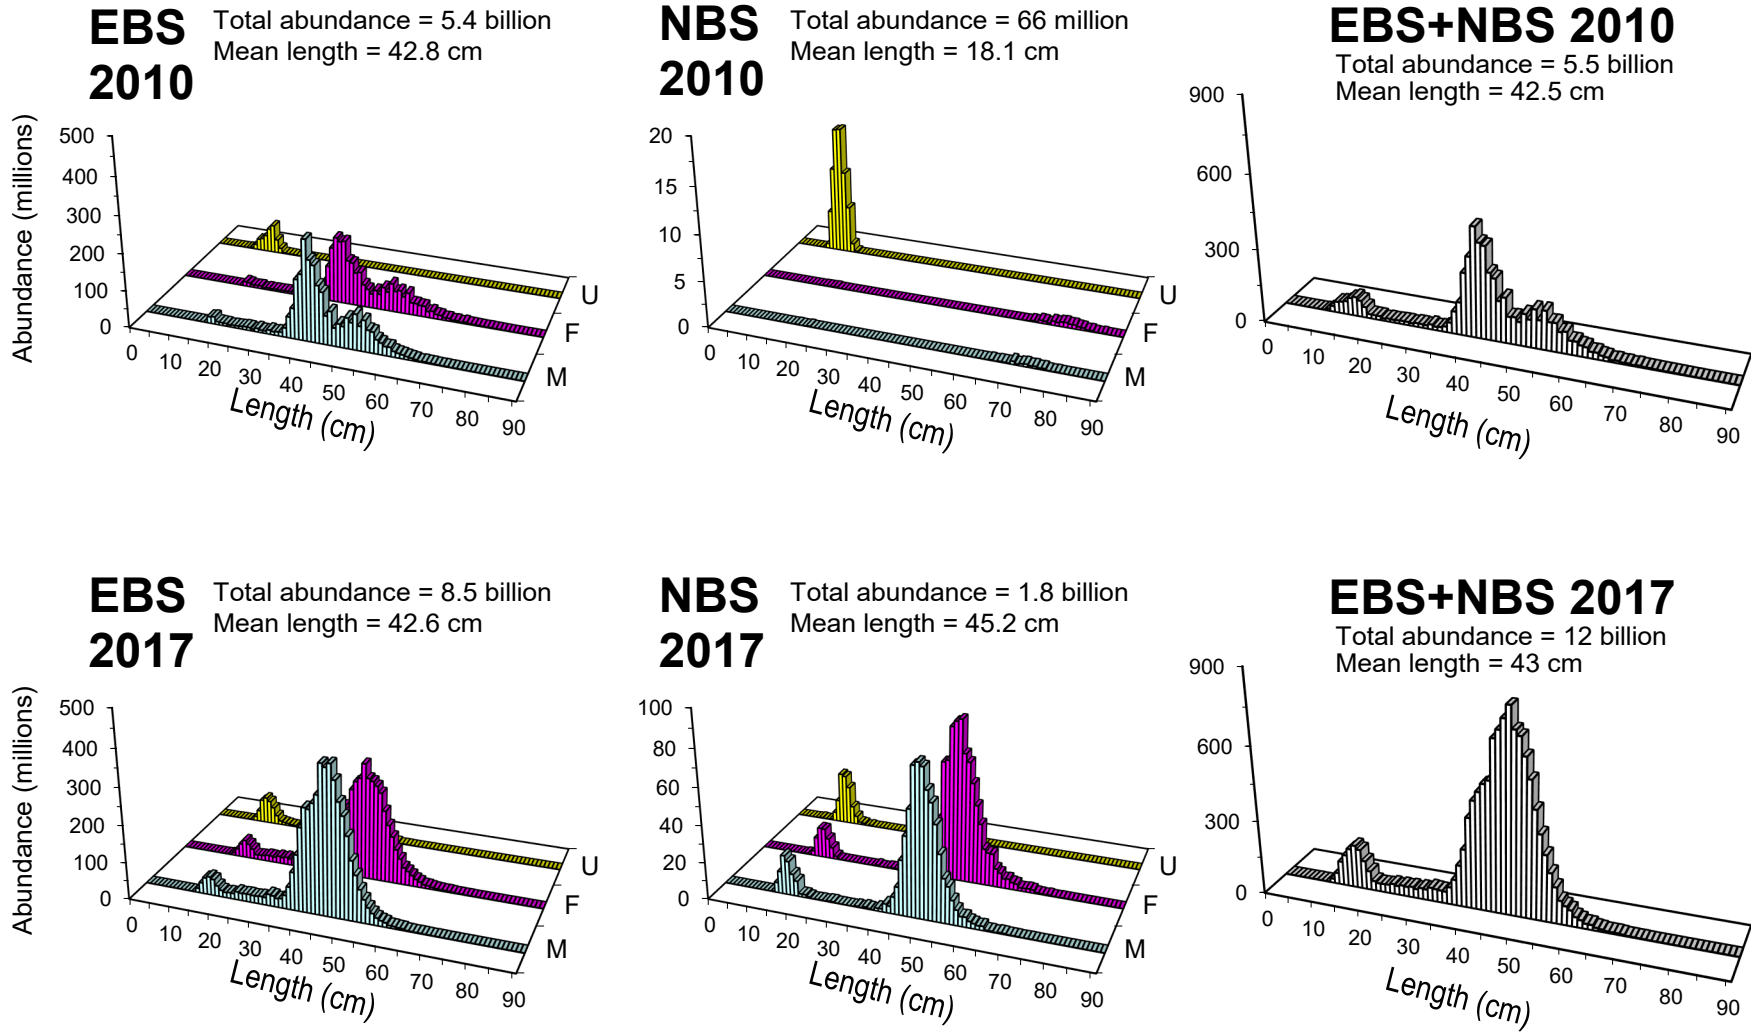 EBS
2010
Total abundance = 5.4 billion
Mean length = 42.8 cm
Abundance (millions)
500
400
300
200
100
0
0
10
20
30
40
50
60
70
80
90
Length (cm)
U
F
M
NBS
2010
Total abundance = 66 million
Mean length = 18.1 cm
20
15
10
5
0
0
10
20
30
40
50
60
70
80
90
Length (cm)
U
F
M
EBS+NBS 2010
Total abundance = 5.5 billion
Mean length = 42.5 cm
900
600
300
0
0
10
20
30
40
50
60
70
80
90
Length (cm)
EBS
2017
Total abundance = 8.5 billion
Mean length = 42.6 cm
Abundance (millions)
500
400
300
200
100
0
0
10
20
30
40
50
60
70
80
90
Length (cm)
U
F
M
NBS
2017
Total abundance = 1.8 billion
Mean length = 45.2 cm
100
80
60
40
20
0
0
10
20
30
40
50
60
70
80
90
Length (cm)
U
F
M
EBS+NBS 2017
Total abundance = 12 billion
Mean length = 43 cm
900
600
300
0
0
10
20
30
40
50
60
70
80
90
Length (cm)